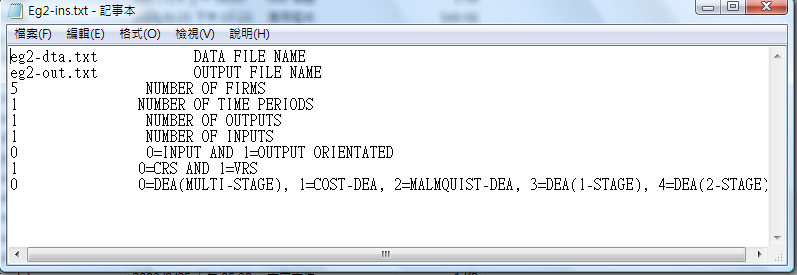 Eg2-ins.txt - 記事本
檔案(F) 編輯(E) 格式(O) 檢視(V) 說明(H)
eg2-dta.txt DATA FILE NAME
eg2-out.txt OUTPUT FILE NAME
5 NUMBER OF FIRMS
1 NUMBER OF TIME PERIODS
1 NUMBER OF OUTPUTS
1 NUMBER OF INPUTS
0 0=INPUT AND 1=OUTPUT ORIENTATED
1 0=CRS AND 1=VRS
0 0=DEA(MULTI-STAGE), 1=COST-DEA, 2=MALMQUIST-DEA, 3=DEA(1-STAGE), 4=DEA(2-STAGE)